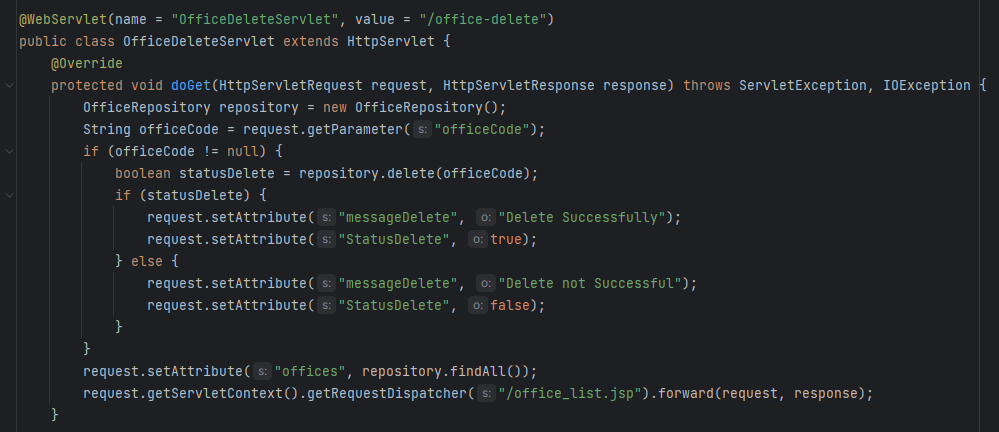 @WebServlet(name = "OfficeDeleteServlet", value = "/office-delete")
public class OfficeDeleteServlet extends HttpServlet {
    @Override
    protected void doGet(HttpServletRequest request, HttpServletResponse response) throws ServletException, IOException {
        OfficeRepository repository = new OfficeRepository();
        String officeCode = request.getParameter( s: "officeCode");
        if (officeCode != null) {
            boolean statusDelete = repository.delete(officeCode);
            if (statusDelete) {
                request.setAttribute( s: "messageDelete", o: "Delete Successfully");
                request.setAttribute( s: "StatusDelete", o: true);
            } else {
                request.setAttribute( s: "messageDelete", o: "Delete not Successful");
                request.setAttribute( s: "StatusDelete", o: false);
            }
        }
        request.setAttribute( s: "offices", repository.findAll());
        request.getServletContext().getRequestDispatcher( s: "/office_list.jsp").forward(request, response);
    }